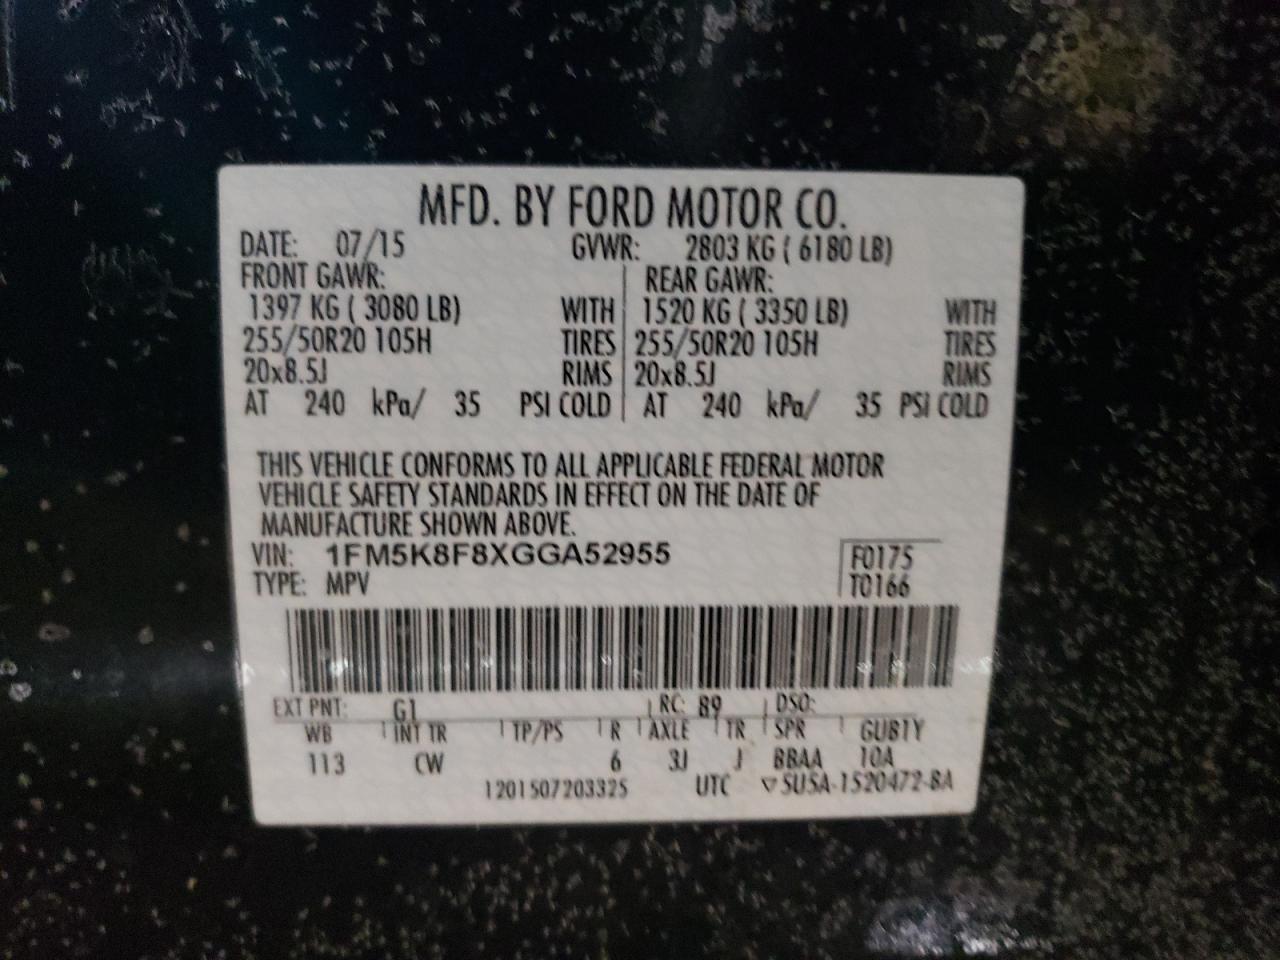 MFD. BY FORD MOTOR CO.
DATE: 07/15 GVWR: 2803 KG ( 6180 LB)
FRONT GAWR: REAR GAWR:
1397 KG ( 3080 LB) WITH 1520 KG ( 3350 LB) WITH
255/50R20 105H TIRES 255/50R20 105H TIRES
20x8.5J RIMS 20x8.5J RIMS
AT 240 kPa/ 35 PSI COLD AT 240 kPa/ 35 PSI COLD
THIS VEHICLE CONFORMS TO ALL APPLICABLE FEDERAL MOTOR
VEHICLE SAFETY STANDARDS IN EFFECT ON THE DATE OF
MANUFACTURE SHOWN ABOVE.
VIN: 1FM5K8F8XGGA52955 F0175
TYPE: MPV T0166
EXT PNT: G1 RC: 89 DSO:
WB INT TR TP/PS R AXLE TR SPR GUBTY
113 CW 6 3J J BBAA 10A
1201507203325 UTC ▽SU5A-1520472-BA